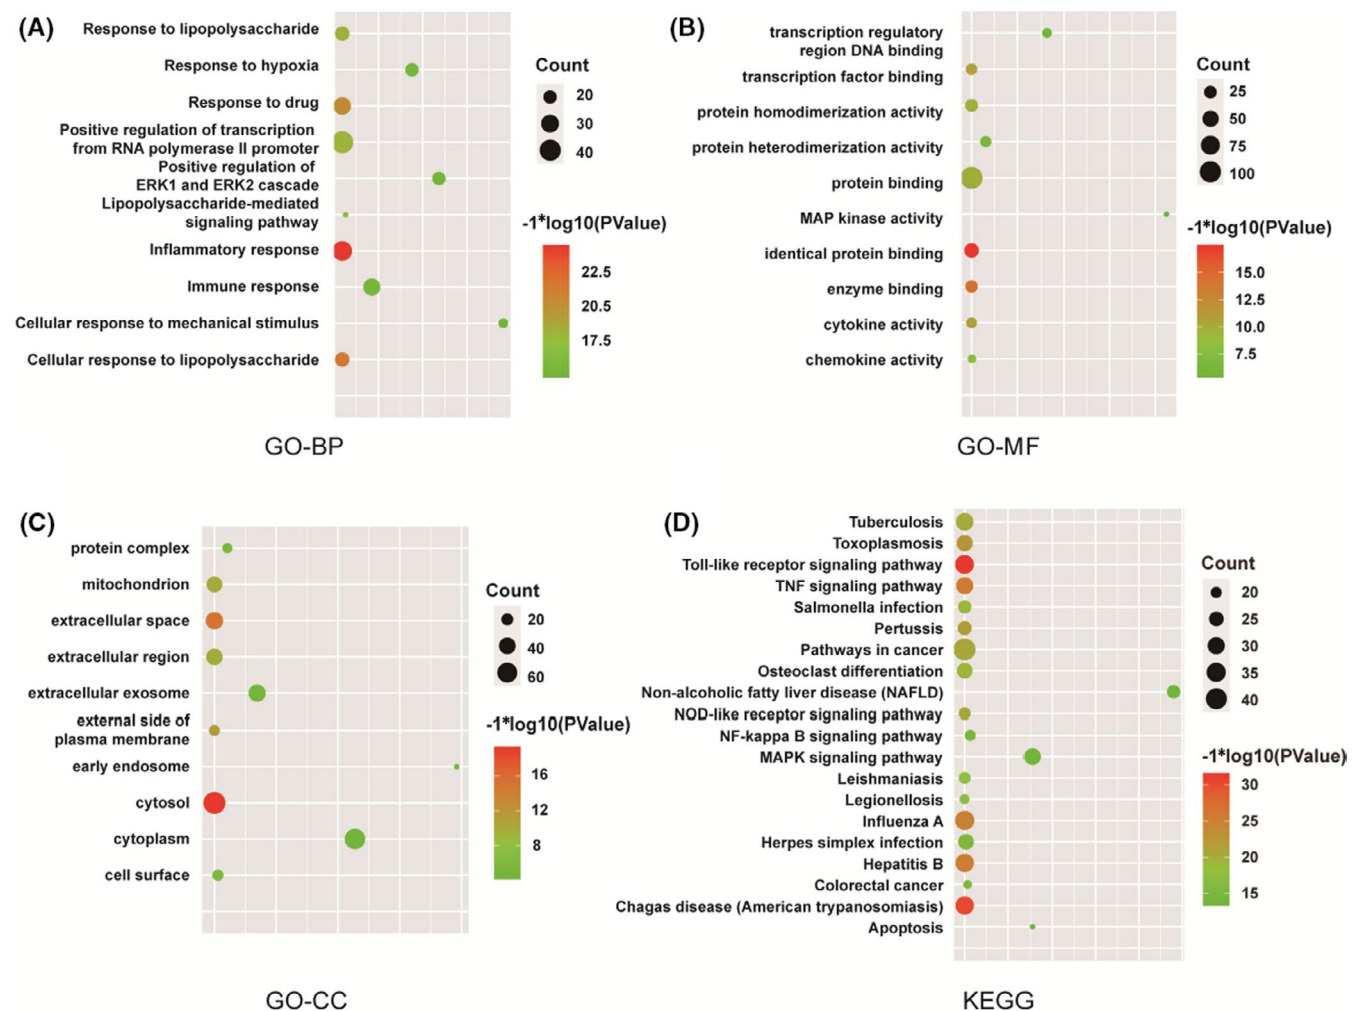 (A)
Response to lipopolysaccharide
Response to hypoxia
Response to drug
Positive regulation of transcription
from RNA polymerase II promoter
Positive regulation of
ERK1 and ERK2 cascade
Lipopolysaccharide-mediated
signaling pathway
Inflammatory response
Immune response
Cellular response to mechanical stimulus
Cellular response to lipopolysaccharide
Count
20
30
40
-1*log10(PValue)
22.5
20.5
17.5
GO-BP
(B)
transcription regulatory
region DNA binding
transcription factor binding
protein homodimerization activity
protein heterodimerization activity
protein binding
MAP kinase activity
identical protein binding
enzyme binding
cytokine activity
chemokine activity
Count
25
50
75
100
-1*log10(PValue)
15.0
12.5
10.0
7.5
GO-MF
(C)
protein complex
mitochondrion
extracellular space
extracellular region
extracellular exosome
external side of
plasma membrane
early endosome
cytosol
cytoplasm
cell surface
Count
20
40
60
-1*log10(PValue)
16
12
8
GO-CC
(D)
Tuberculosis
Toxoplasmosis
Toll-like receptor signaling pathway
TNF signaling pathway
Salmonella infection
Pertussis
Pathways in cancer
Osteoclast differentiation
Non-alcoholic fatty liver disease (NAFLD)
NOD-like receptor signaling pathway
NF-kappa B signaling pathway
MAPK signaling pathway
Leishmaniasis
Legionellosis
Influenza A
Herpes simplex infection
Hepatitis B
Colorectal cancer
Chagas disease (American trypanosomiasis)
Apoptosis
Count
20
25
30
35
40
-1*log10(PValue)
30
25
20
15
KEGG